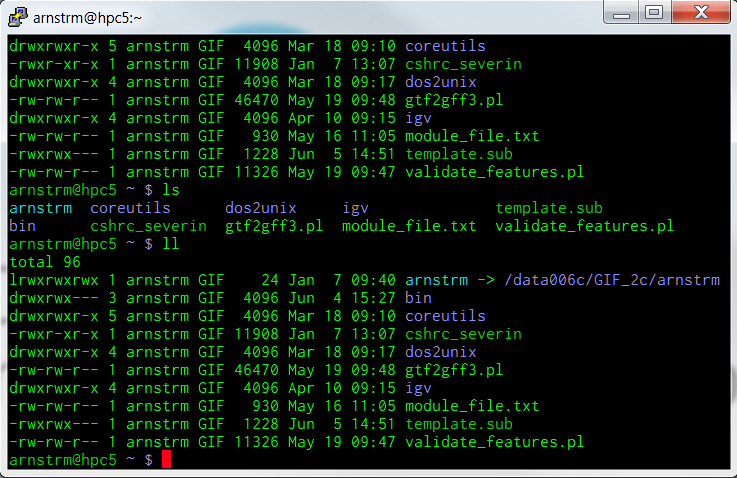 arnstrm@hpc5:~
drwxrwxr-x 5 arnstrm GIF  4096 Mar 18 09:10 coreutils
-rwxr-xr-x 1 arnstrm GIF 11908 Jan  7 13:07 cshrc_severin
drwxrwxr-x 4 arnstrm GIF  4096 Mar 18 09:17 dos2unix
-rw-rw-r-- 1 arnstrm GIF 46470 May 19 09:48 gtf2gff3.pl
drwxrwxr-x 4 arnstrm GIF  4096 Apr 10 09:15 igv
-rw-rw-r-- 1 arnstrm GIF   930 May 16 11:05 module_file.txt
-rwxrwx--- 1 arnstrm GIF  1228 Jun  5 14:51 template.sub
-rw-rw-r-- 1 arnstrm GIF 11326 May 19 09:47 validate_features.pl
arnstrm@hpc5 ~ $ ls
arnstrm  coreutils      dos2unix     igv              template.sub
bin      cshrc_severin  gtf2gff3.pl  module_file.txt  validate_features.pl
arnstrm@hpc5 ~ $ ll
total 96
lrwxrwxrwx 1 arnstrm GIF    24 Jan  7 09:40 arnstrm -> /data006c/GIF_2c/arnstrm
drwxrwx--- 3 arnstrm GIF  4096 Jun  4 15:27 bin
drwxrwxr-x 5 arnstrm GIF  4096 Mar 18 09:10 coreutils
-rwxr-xr-x 1 arnstrm GIF 11908 Jan  7 13:07 cshrc_severin
drwxrwxr-x 4 arnstrm GIF  4096 Mar 18 09:17 dos2unix
-rw-rw-r-- 1 arnstrm GIF 46470 May 19 09:48 gtf2gff3.pl
drwxrwxr-x 4 arnstrm GIF  4096 Apr 10 09:15 igv
-rw-rw-r-- 1 arnstrm GIF   930 May 16 11:05 module_file.txt
-rwxrwx--- 1 arnstrm GIF  1228 Jun  5 14:51 template.sub
-rw-rw-r-- 1 arnstrm GIF 11326 May 19 09:47 validate_features.pl
arnstrm@hpc5 ~ $